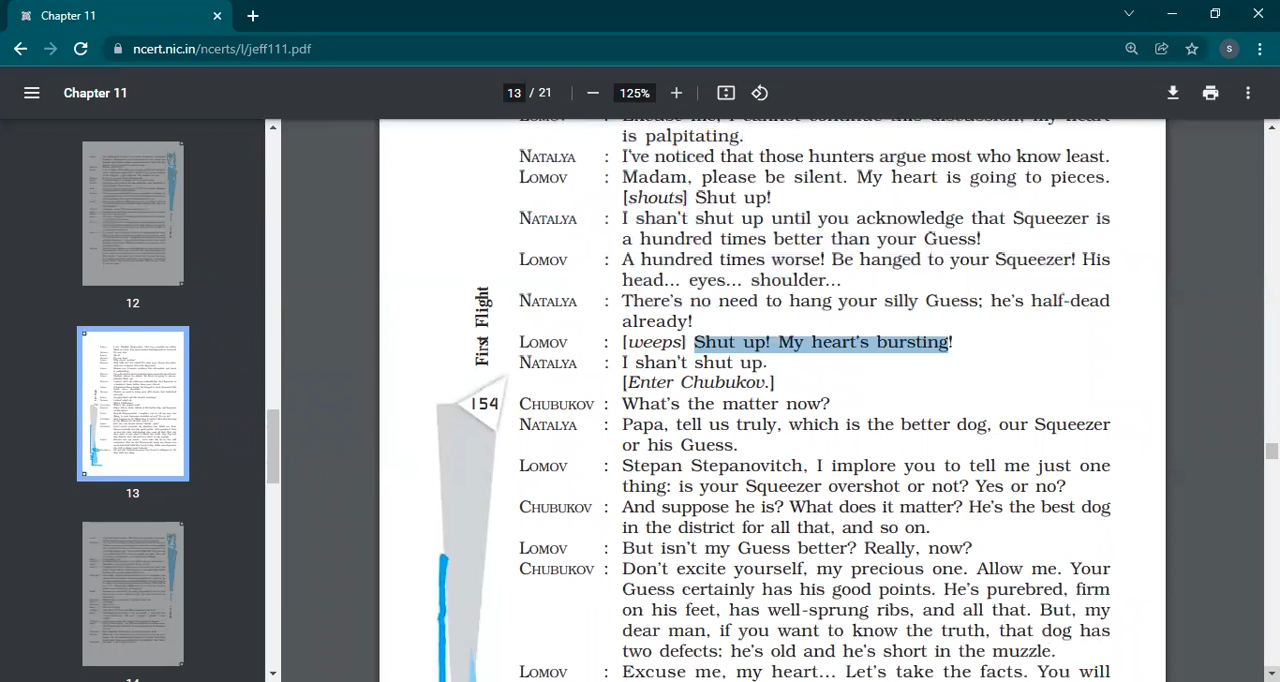 Chapter 11
ncert.nic.in/ncerts/l/jeff111.pdf
S
Chapter 11
13 / 21
125%
12
13
14
First Flight
154
LOMOV : Excuse me, I cannot continue this discussion, my heart
is palpitating.
NATALYA : I've noticed that those hunters argue most who know least.
LOMOV : Madam, please be silent. My heart is going to pieces.
[shouts] Shut up!
NATALYA : I shan't shut up until you acknowledge that Squeezer is
a hundred times better than your Guess!
LOMOV : A hundred times worse! Be hanged to your Squeezer! His
head... eyes... shoulder...
NATALYA : There's no need to hang your silly Guess; he's half-dead
already!
LOMOV : [weeps] Shut up! My heart's bursting!
NATALYA : I shan't shut up.
[Enter Chubukov.]
CHUBUKOV : What's the matter now?
NATALYA : Papa, tell us truly, which is the better dog, our Squeezer
or his Guess.
LOMOV : Stepan Stepanovitch, I implore you to tell me just one
thing: is your Squeezer overshot or not? Yes or no?
CHUBUKOV : And suppose he is? What does it matter? He's the best dog
in the district for all that, and so on.
LOMOV : But isn't my Guess better? Really, now?
CHUBUKOV : Don't excite yourself, my precious one. Allow me. Your
Guess certainly has his good points. He's purebred, firm
on his feet, has well sprung ribs, and all that. But, my
dear man, if you want to know the truth, that dog has
two defects: he's old and he's short in the muzzle.
LOMOV : Excuse me, my heart... Let's take the facts. You will